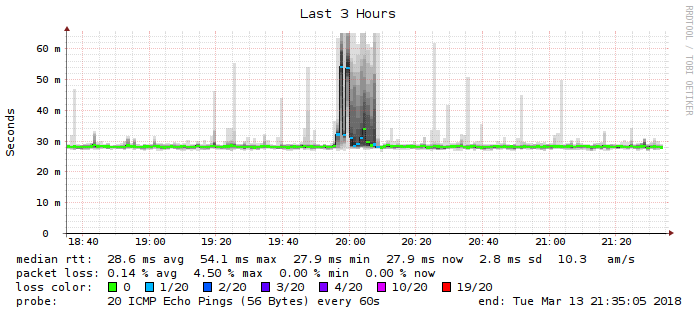 Last 3 Hours
RRDTOOL / TOBI OETIKER
Seconds
60 m
50 m
40 m
30 m
20 m
10 m
0
18:40 19:00 19:20 19:40 20:00 20:20 20:40 21:00 21:20
median rtt: 28.6 ms avg 54.1 ms max 27.9 ms min 27.9 ms now 2.8 ms sd 10.3 am/s
packet loss: 0.14 % avg 4.50 % max 0.00 % min 0.00 % now
loss color: 0 1/20 2/20 3/20 4/20 10/20 19/20
probe: 20 ICMP Echo Pings (56 Bytes) every 60s end: Tue Mar 13 21:35:05 2018